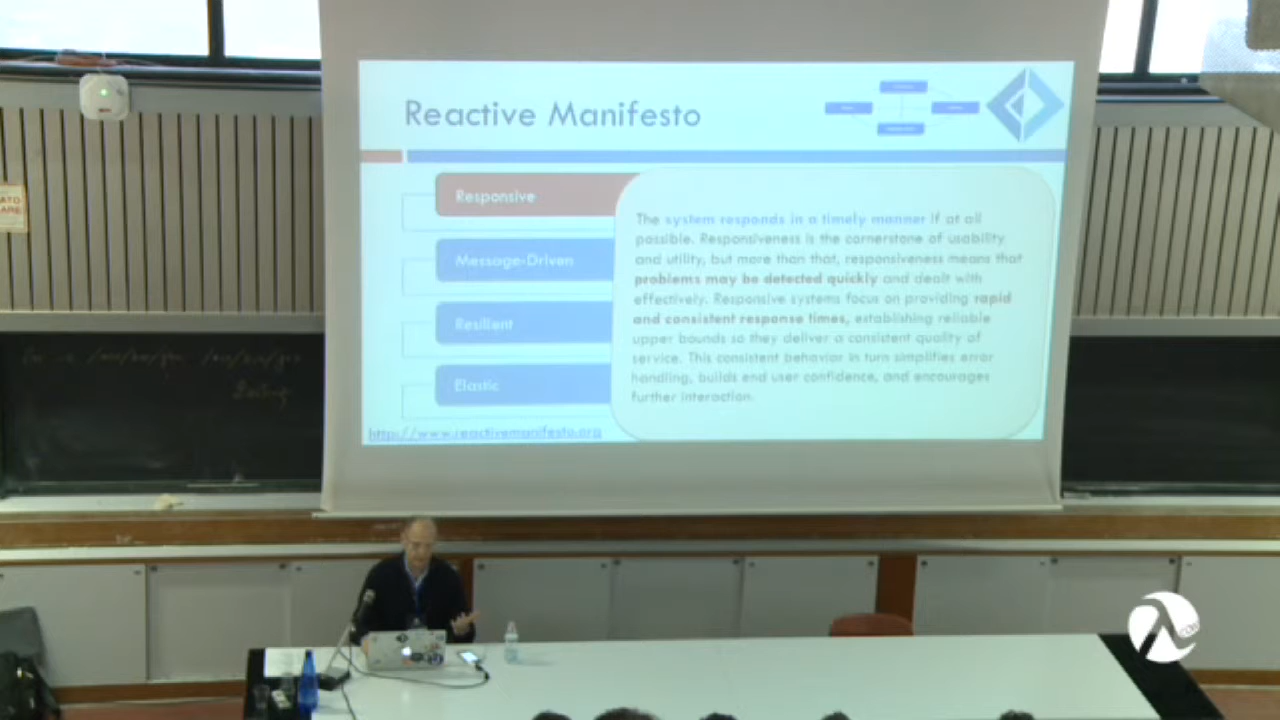 Reactive Manifesto
Responsive
Message-Driven
Resilient
Elastic
http://www.reactivemanifesto.org
The system responds in a timely manner if at all
possible. Responsiveness is the cornerstone of usability
and utility, but more than that, responsiveness means that
problems may be detected quickly and dealt with
effectively. Responsive systems focus on providing rapid
and consistent response times, establishing reliable
upper bounds so they deliver a consistent quality of
service. This consistent behavior in turn simplifies error
handling, builds end user confidence, and encourages
further interaction.